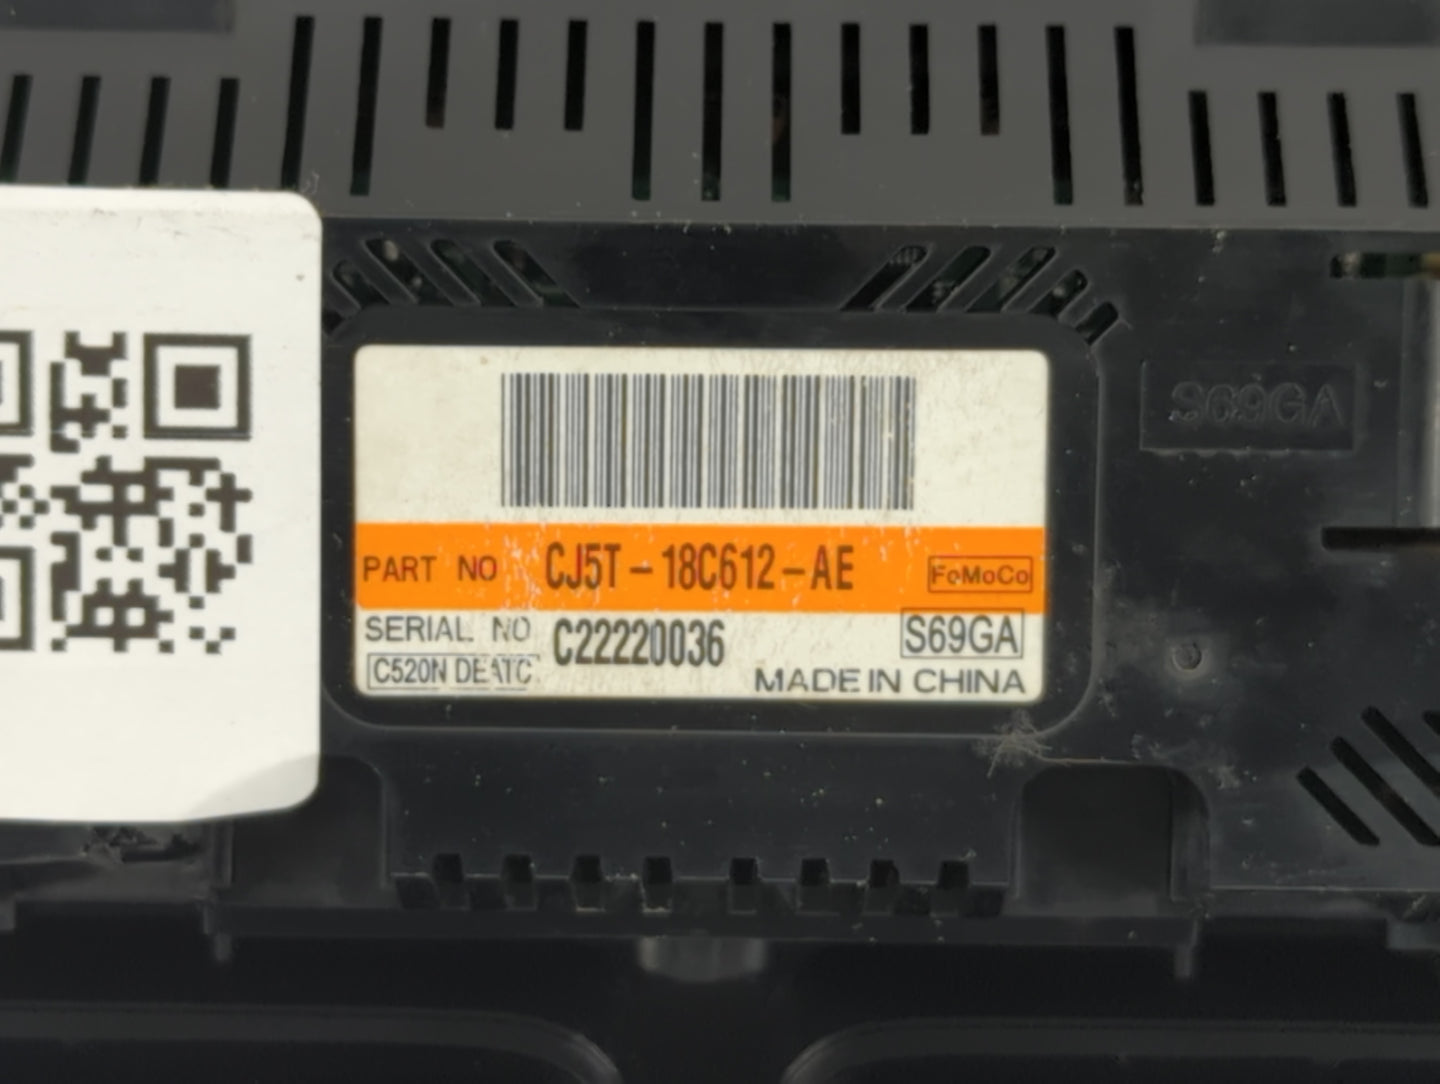 S69GA
PART NO CJ5T-18C612-AE FoMoCo
SERIAL NO C22220036 S69GA
C520N DEATC MADE IN CHINA